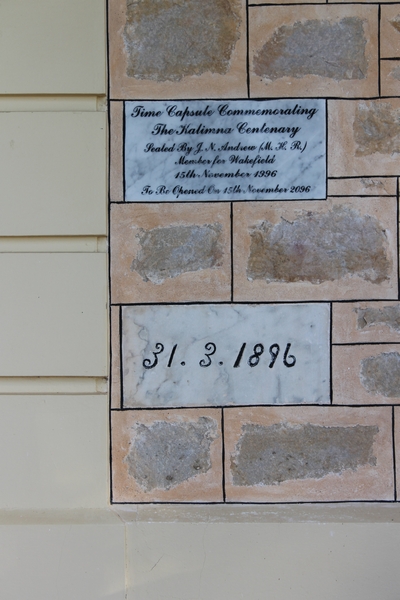 Time Capsule Commemorating
The Kalimna Centenary
Sealed By J. N. Andrew (M. H. R.)
Member for Wakefield
15th November 1996
To Be Opened On 15th November 2096
31. 3. 1896